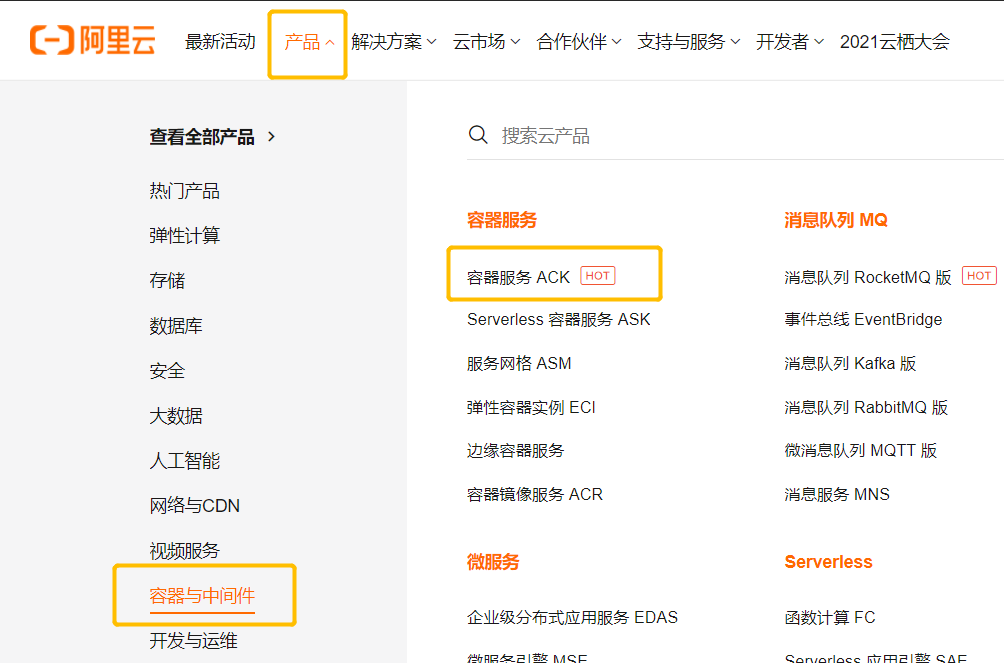 阿里云 最新活动 产品 解决方案 云市场 合作伙伴 支持与服务 开发者 2021云栖大会
查看全部产品
热门产品
弹性计算
存储
数据库
安全
大数据
人工智能
网络与CDN
视频服务
容器与中间件
开发与运维
搜索云产品
容器服务
容器服务 ACK HOT
Serverless 容器服务 ASK
服务网格 ASM
弹性容器实例 ECI
边缘容器服务
容器镜像服务 ACR
微服务
企业级分布式应用服务 EDAS
微服务引擎 MSE
消息队列 MQ
消息队列 RocketMQ 版 HOT
事件总线 EventBridge
消息队列 Kafka 版
消息队列 RabbitMQ 版
微消息队列 MQTT 版
消息服务 MNS
Serverless
函数计算 FC
Serverless 应用引擎 SAE